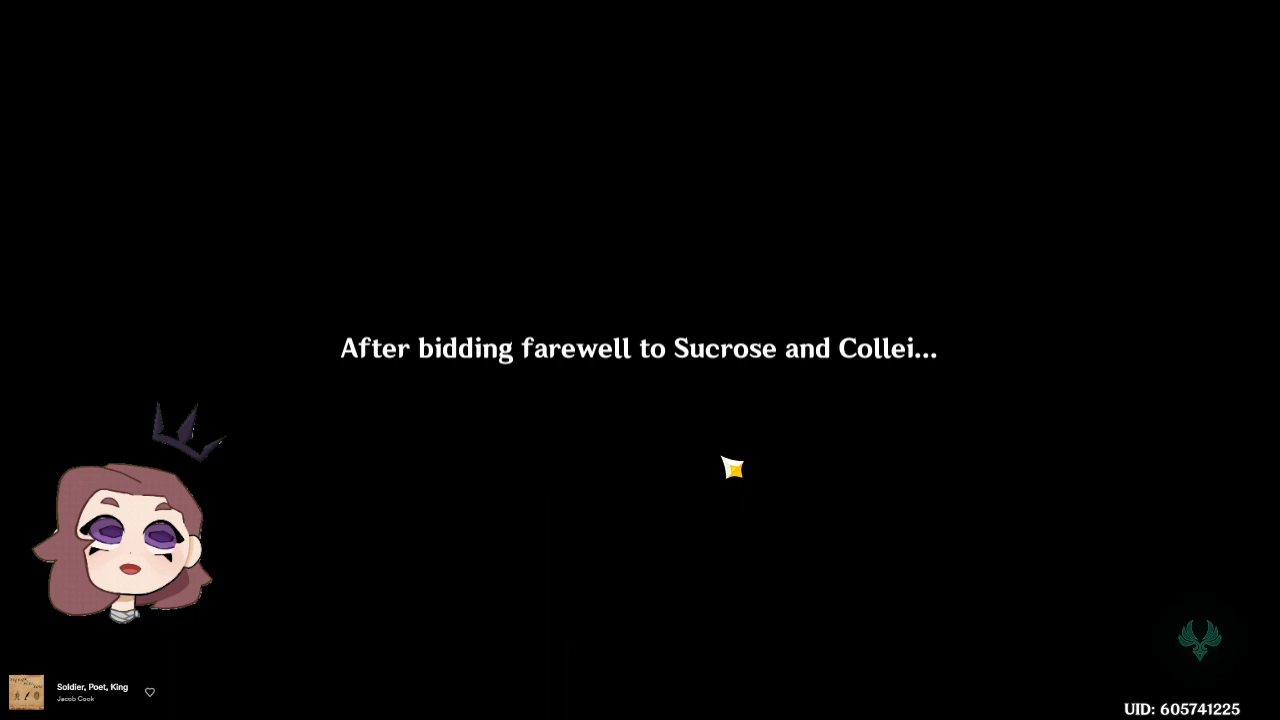 After bidding farewell to Sucrose and Collei...
Soldier, Poet, King
Jacob Cook
UID: 605741225